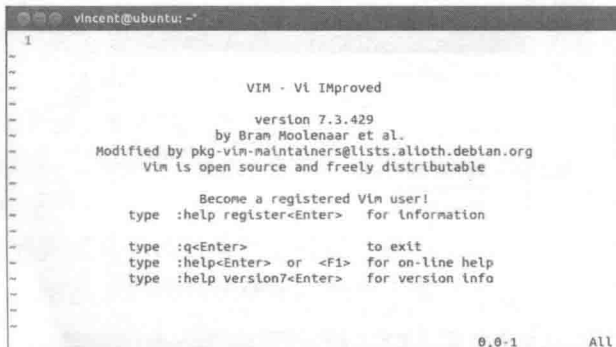 vincent@ubuntu: ~
1
~
~
~ VIM - Vi IMproved
~
~ version 7.3.429
~ by Bram Moolenaar et al.
~ Modified by pkg-vim-maintainers@lists.alioth.debian.org
~ Vim is open source and freely distributable
~
~ Become a registered Vim user!
~ type :help register<Enter> for information
~
~ type :q<Enter> to exit
~ type :help<Enter> or <F1> for on-line help
~ type :help version7<Enter> for version info
~
~
~
0,0-1 All